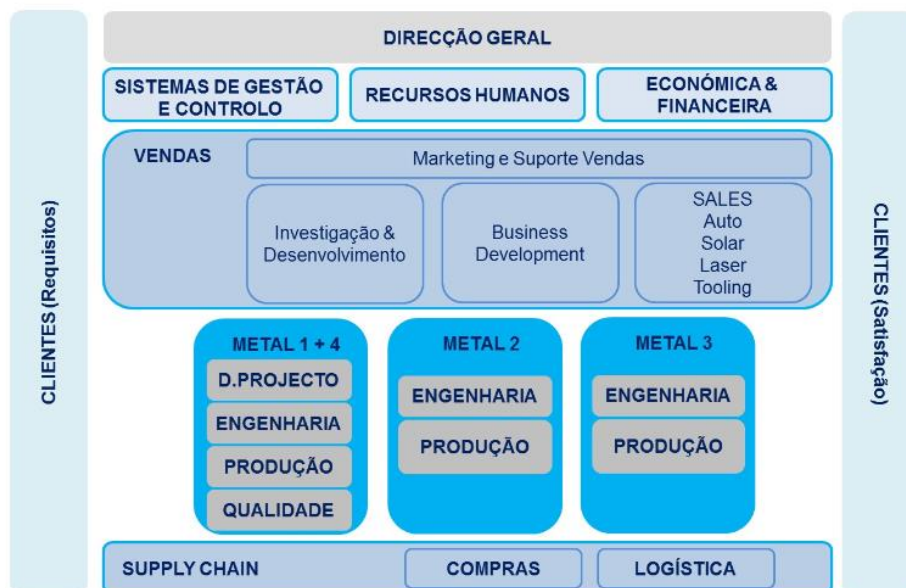 DIRECÇÃO GERAL
SISTEMAS DE GESTÃO
E CONTROLO
RECURSOS HUMANOS
ECONÓMICA &
FINANCEIRA
CLIENTES (Requisitos)
VENDAS
Marketing e Suporte Vendas
Investigação &
Desenvolvimento
Business
Development
SALES
Auto
Solar
Laser
Tooling
METAL 1 + 4
D.PROJECTO
ENGENHARIA
PRODUÇÃO
QUALIDADE
METAL 2
ENGENHARIA
PRODUÇÃO
METAL 3
ENGENHARIA
PRODUÇÃO
SUPPLY CHAIN
COMPRAS
LOGÍSTICA
CLIENTES (Satisfação)